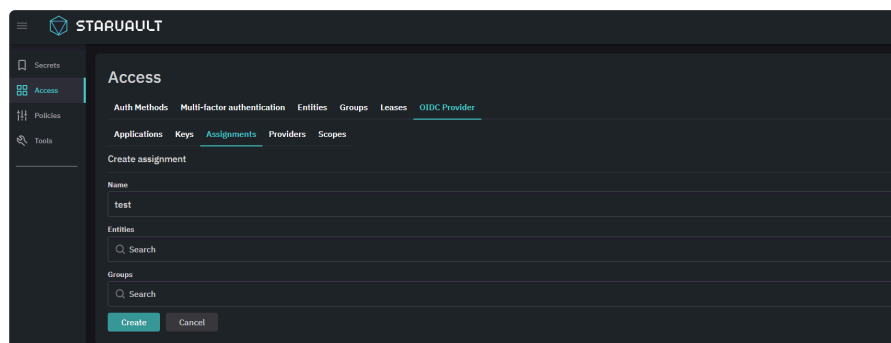 STARVAULT
Secrets
Access
Policies
Tools
Access
Auth Methods Multi-factor authentication Entities Groups Leases OIDC Provider
Applications Keys Assignments Providers Scopes
Create assignment
Name
test
Entities
Search
Groups
Search
Create Cancel